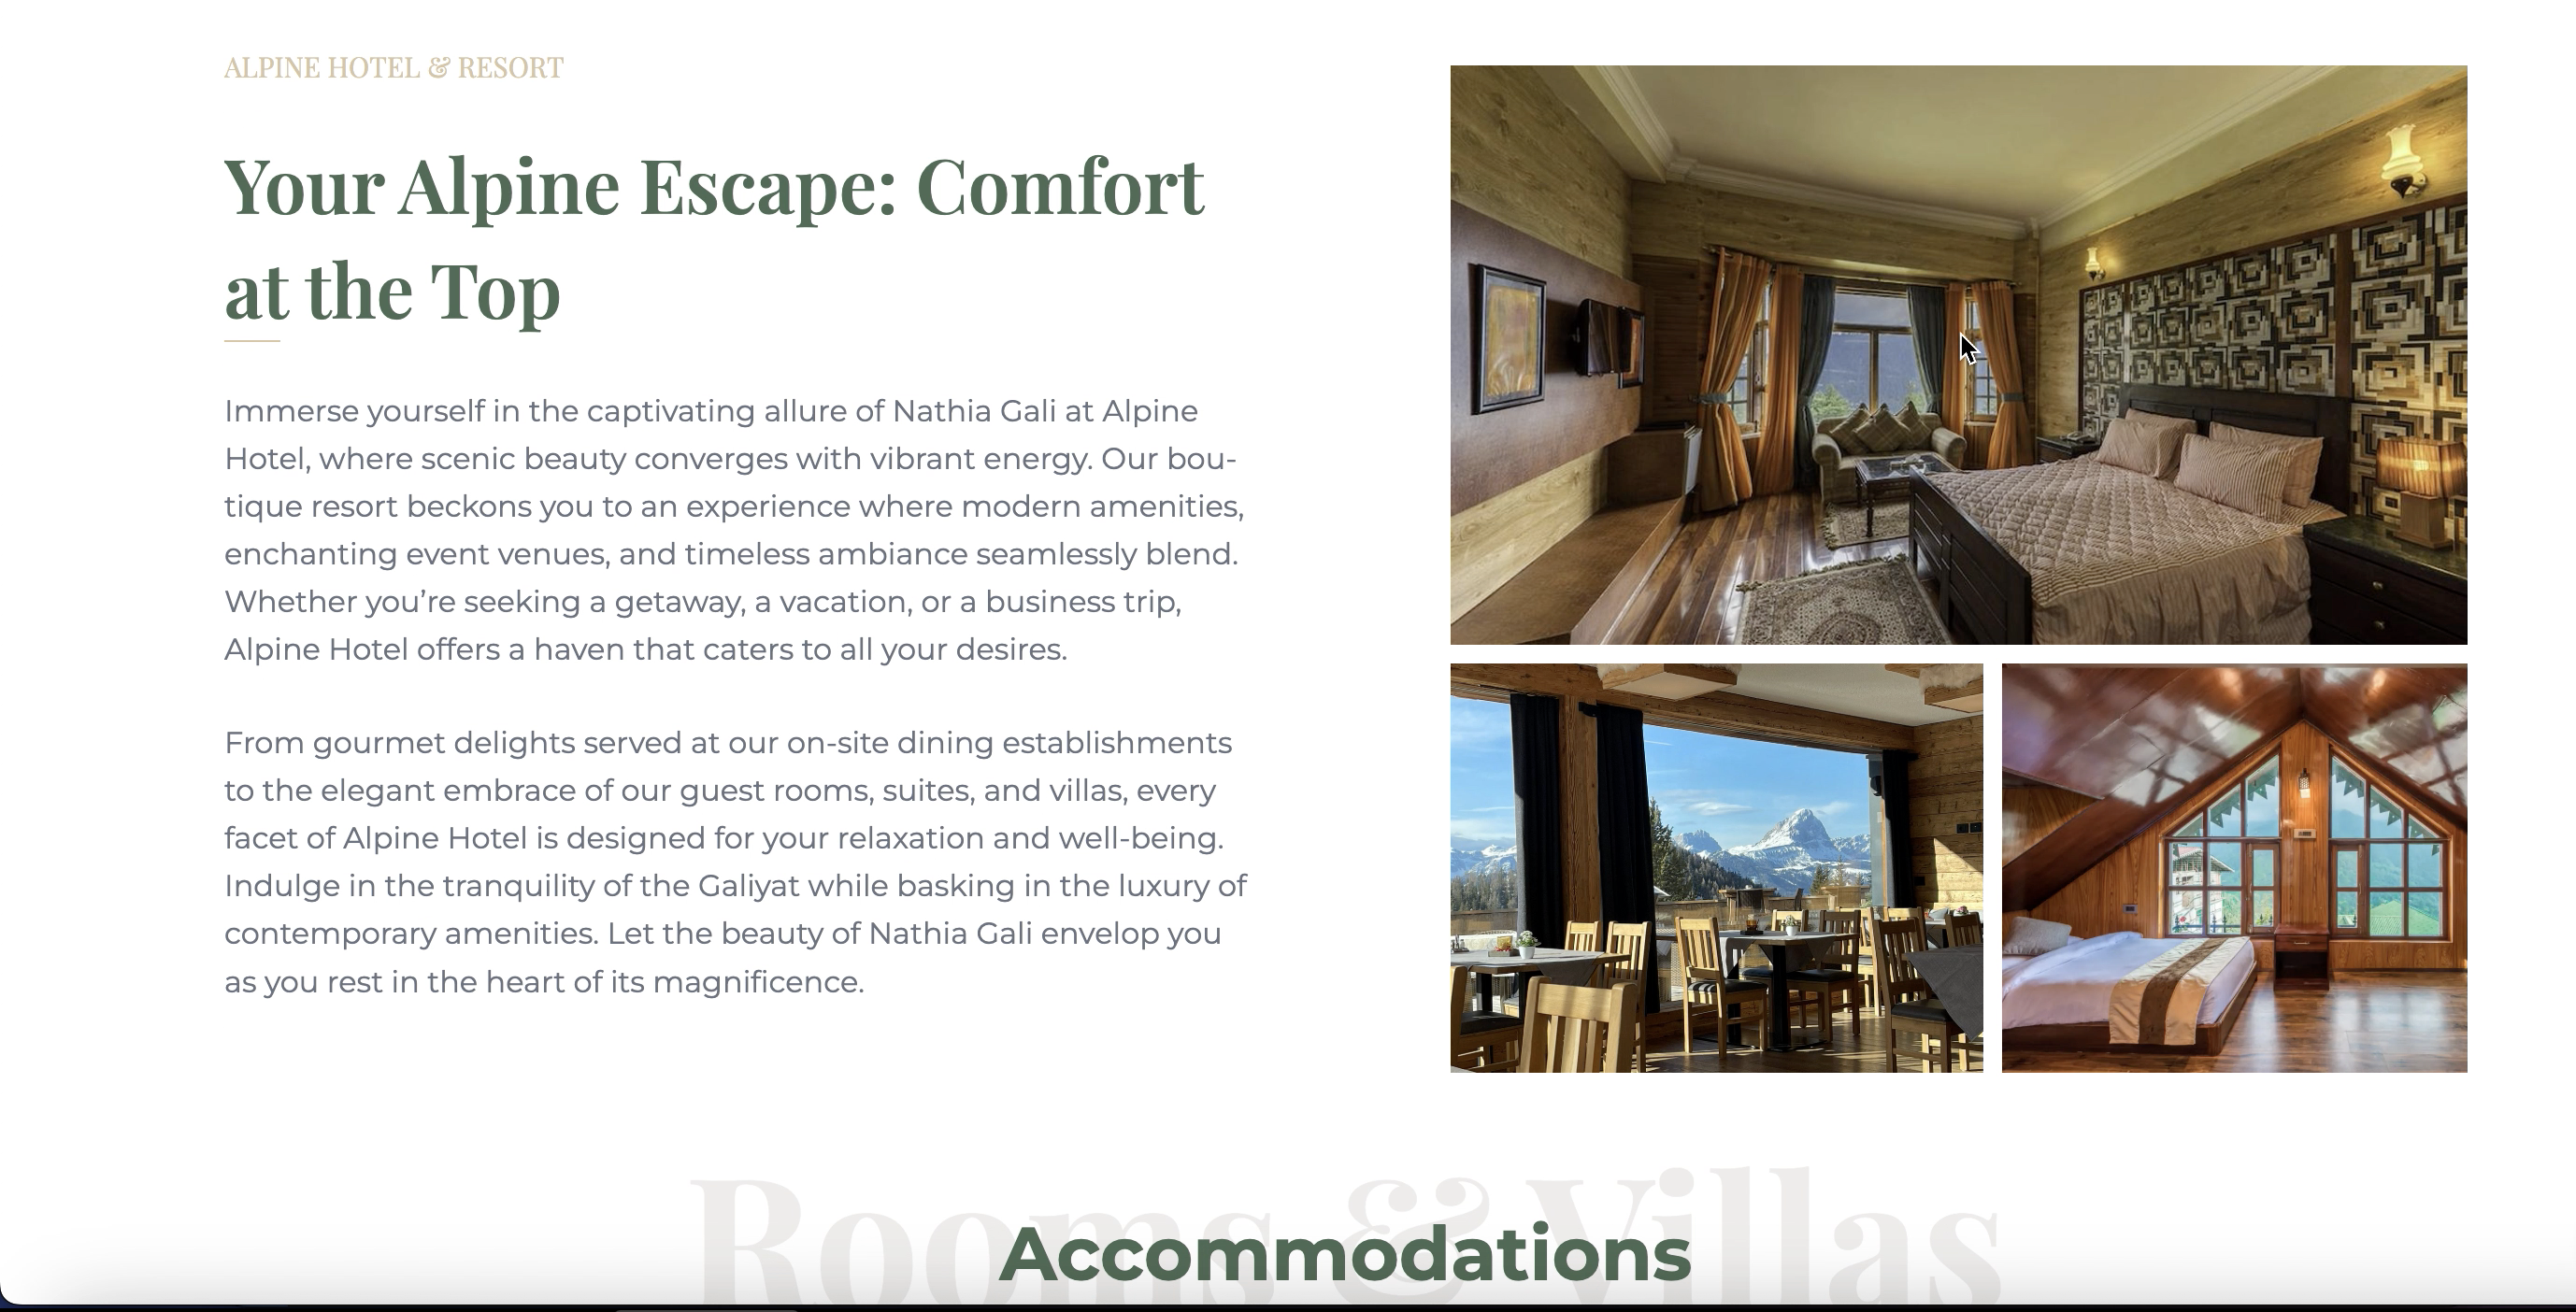 ALPINE HOTEL & RESORT
Your Alpine Escape: Comfort
at the Top
Immerse yourself in the captivating allure of Nathia Gali at Alpine
Hotel, where scenic beauty converges with vibrant energy. Our bou-
tique resort beckons you to an experience where modern amenities,
enchanting event venues, and timeless ambiance seamlessly blend.
Whether you’re seeking a getaway, a vacation, or a business trip,
Alpine Hotel offers a haven that caters to all your desires.
From gourmet delights served at our on-site dining establishments
to the elegant embrace of our guest rooms, suites, and villas, every
facet of Alpine Hotel is designed for your relaxation and well-being.
Indulge in the tranquility of the Galiyat while basking in the luxury of
contemporary amenities. Let the beauty of Nathia Gali envelop you
as you rest in the heart of its magnificence.
Rooms & Villas
Accommodations